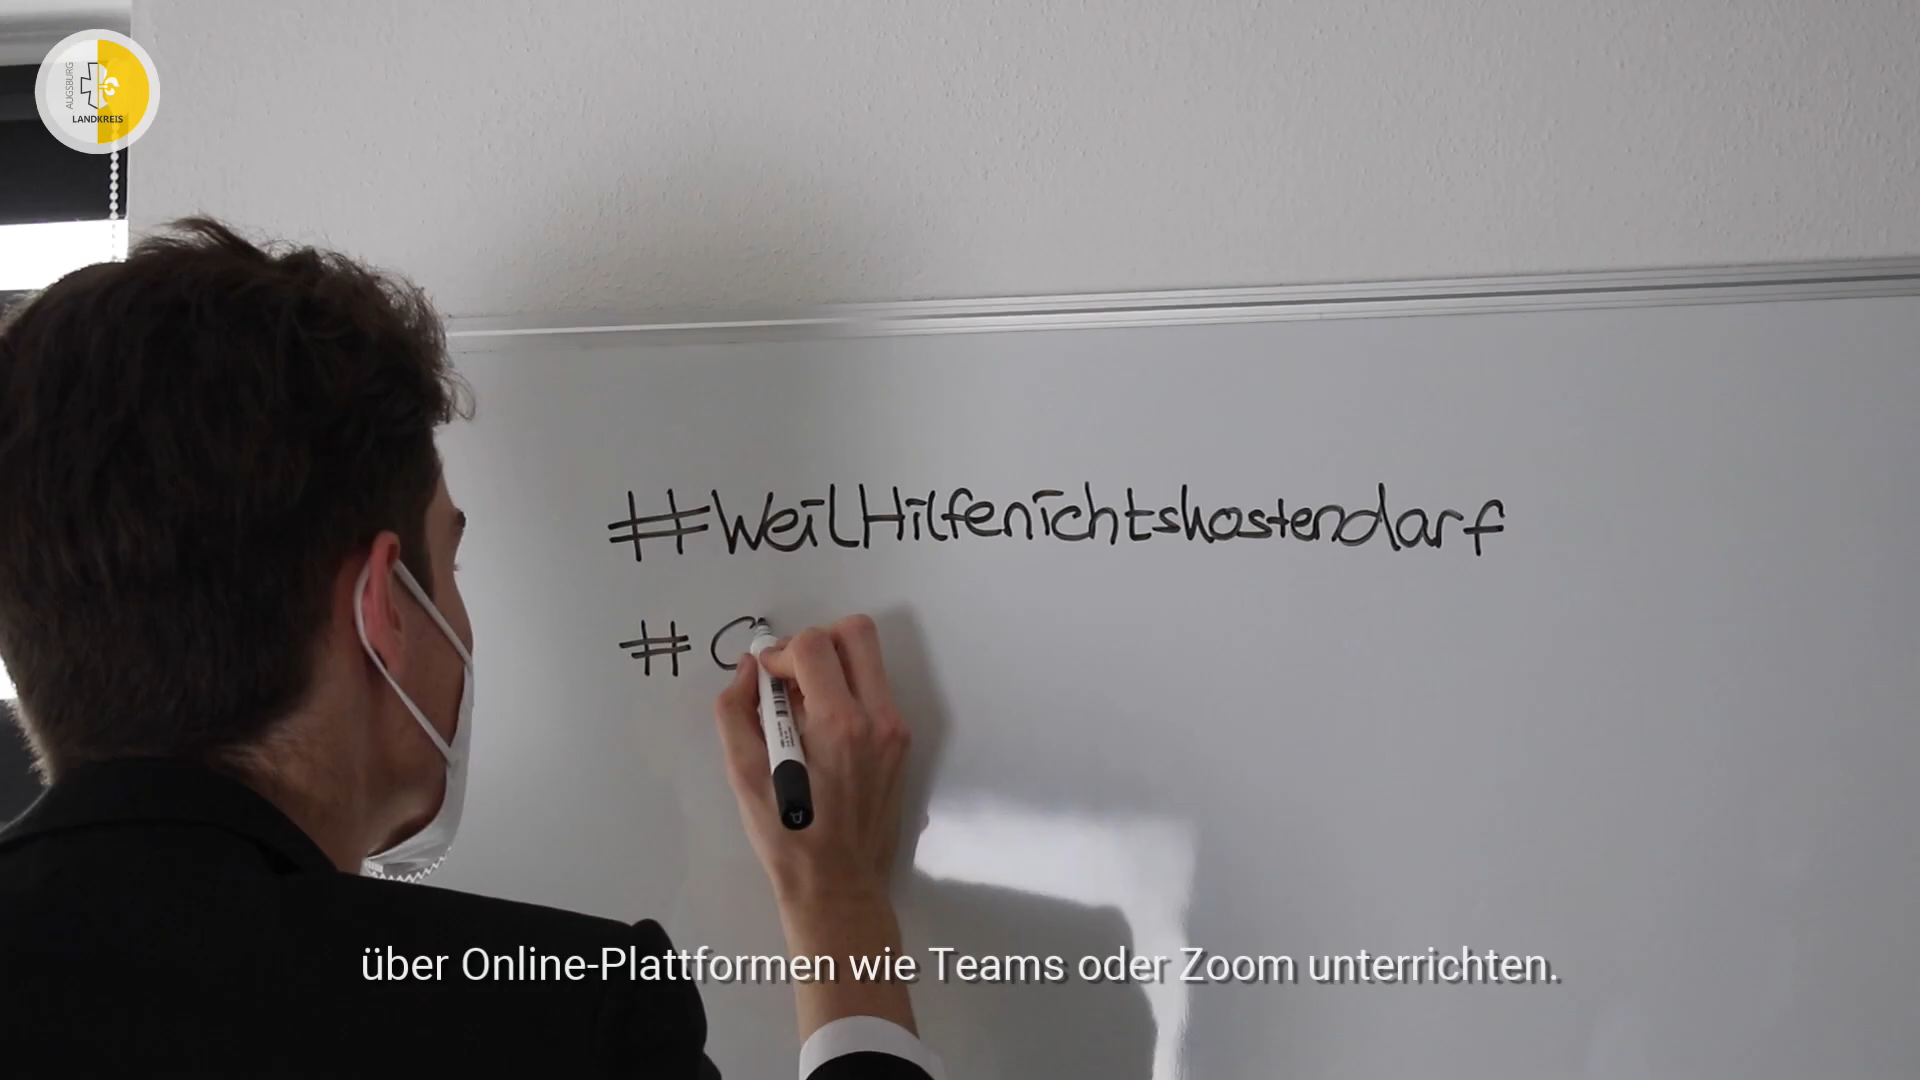 AUGSBURG
LANDKREIS
#WeilHilfenichtskostendarf
# C
über Online-Plattformen wie Teams oder Zoom unterrichten.